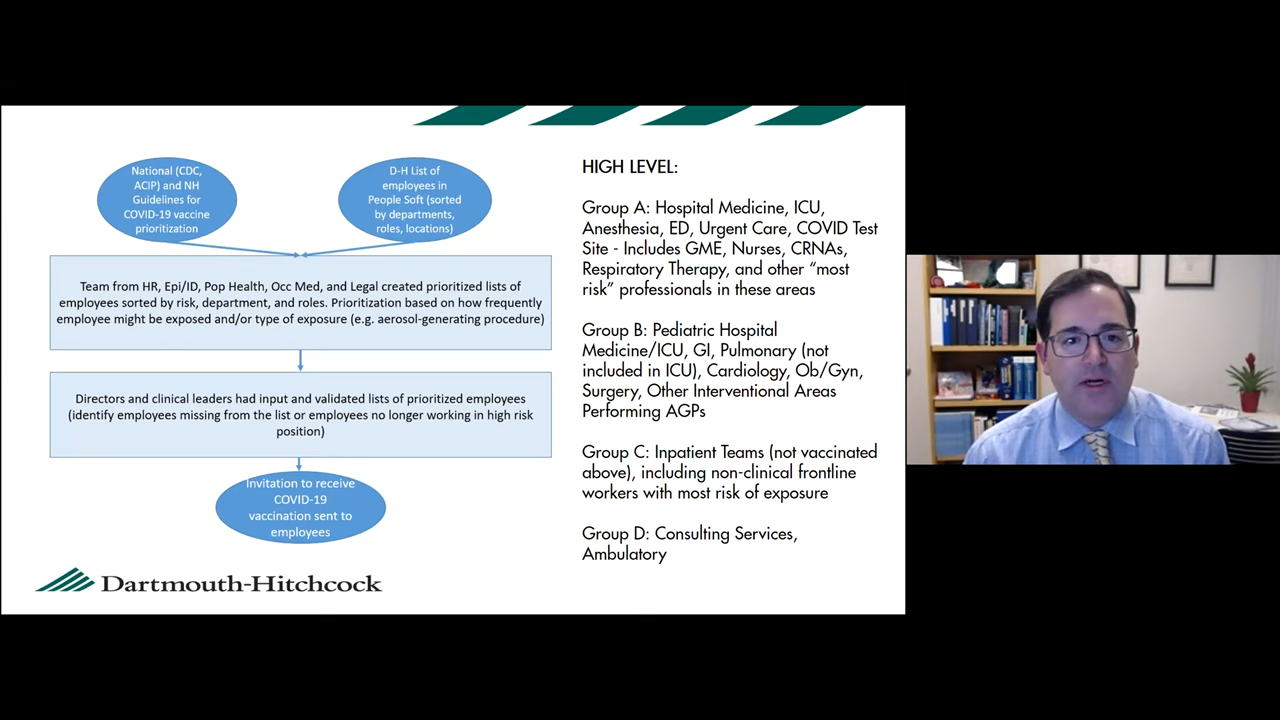 National (CDC,
ACIP) and NH
Guidelines for
COVID-19 vaccine
prioritization
D-H List of
employees in
People Soft (sorted
by departments,
roles, locations)
Team from HR, Epi/ID, Pop Health, Occ Med, and Legal created prioritized lists of
employees sorted by risk, department, and roles. Prioritization based on how frequently
employee might be exposed and/or type of exposure (e.g. aerosol-generating procedure)
Directors and clinical leaders had input and validated lists of prioritized employees
(identify employees missing from the list or employees no longer working in high risk
position)
Invitation to receive
COVID-19
vaccination sent to
employees
Dartmouth-Hitchcock
HIGH LEVEL:
Group A: Hospital Medicine, ICU,
Anesthesia, ED, Urgent Care, COVID Test
Site - Includes GME, Nurses, CRNAs,
Respiratory Therapy, and other “most
risk” professionals in these areas
Group B: Pediatric Hospital
Medicine/ICU, GI, Pulmonary (not
included in ICU), Cardiology, Ob/Gyn,
Surgery, Other Interventional Areas
Performing AGPs
Group C: Inpatient Teams (not vaccinated
above), including non-clinical frontline
workers with most risk of exposure
Group D: Consulting Services,
Ambulatory